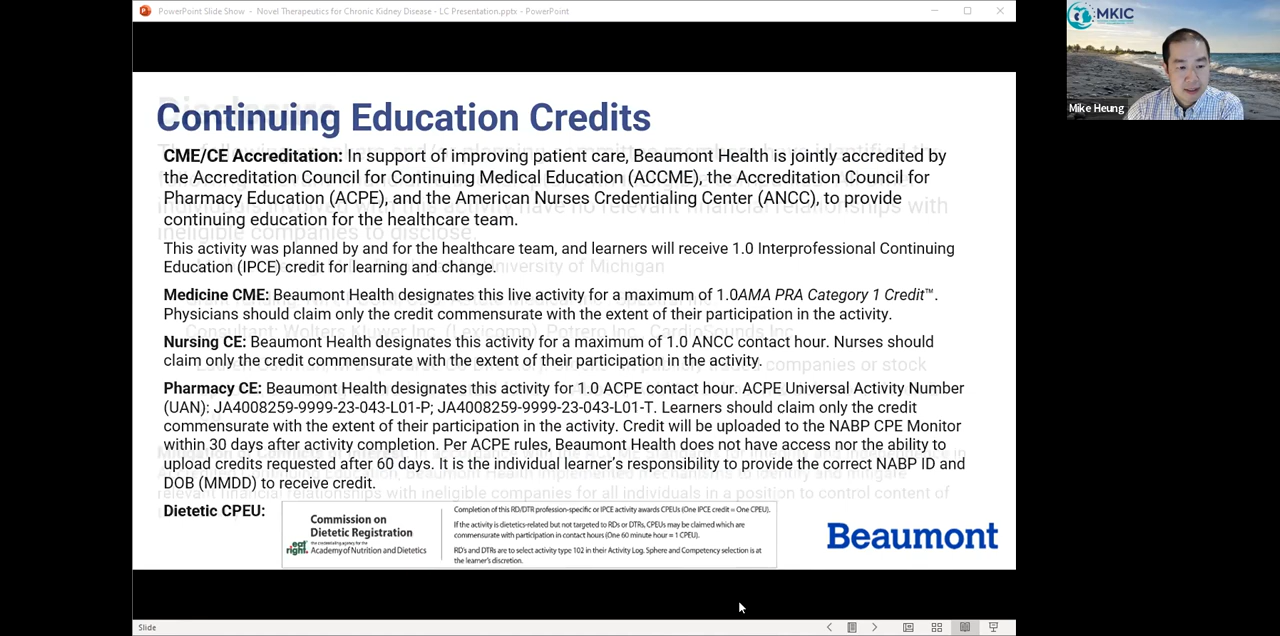 PowerPoint Slide Show - Novel Therapeutics for Chronic Kidney Disease - LC Presentation.pptx - PowerPoint
MKIC
Mike Heung
Continuing Education Credits
CME/CE Accreditation: In support of improving patient care, Beaumont Health is jointly accredited by
the Accreditation Council for Continuing Medical Education (ACCME), the Accreditation Council for
Pharmacy Education (ACPE), and the American Nurses Credentialing Center (ANCC), to provide
continuing education for the healthcare team.
This activity was planned by and for the healthcare team, and learners will receive 1.0 Interprofessional Continuing
Education (IPCE) credit for learning and change.
Medicine CME: Beaumont Health designates this live activity for a maximum of 1.0AMA PRA Category 1 Credit™.
Physicians should claim only the credit commensurate with the extent of their participation in the activity.
Nursing CE: Beaumont Health designates this activity for a maximum of 1.0 ANCC contact hour. Nurses should
claim only the credit commensurate with the extent of their participation in the activity.
Pharmacy CE: Beaumont Health designates this activity for 1.0 ACPE contact hour. ACPE Universal Activity Number
(UAN): JA4008259-9999-23-043-L01-P; JA4008259-9999-23-043-L01-T. Learners should claim only the credit
commensurate with the extent of their participation in the activity. Credit will be uploaded to the NABP CPE Monitor
within 30 days after activity completion. Per ACPE rules, Beaumont Health does not have access nor the ability to
upload credits requested after 60 days. It is the individual learner's responsibility to provide the correct NABP ID and
DOB (MMDD) to receive credit.
Dietetic CPEU:
eat right.
Commission on
Dietetic Registration
the credentialing agency for the
Academy of Nutrition and Dietetics
Completion of this RD/DTR profession-specific or IPCE activity awards CPEUs (One IPCE credit = One CPEU).
If the activity is dietetics-related but not targeted to RDs or DTRs, CPEUs may be claimed which are
commensurate with participation in contact hours (One 60 minute hour = 1 CPEU).
RD's and DTRs are to select activity type 102 in their Activity Log. Sphere and Competency selection is at
the learner's discretion.
Beaumont
Slide